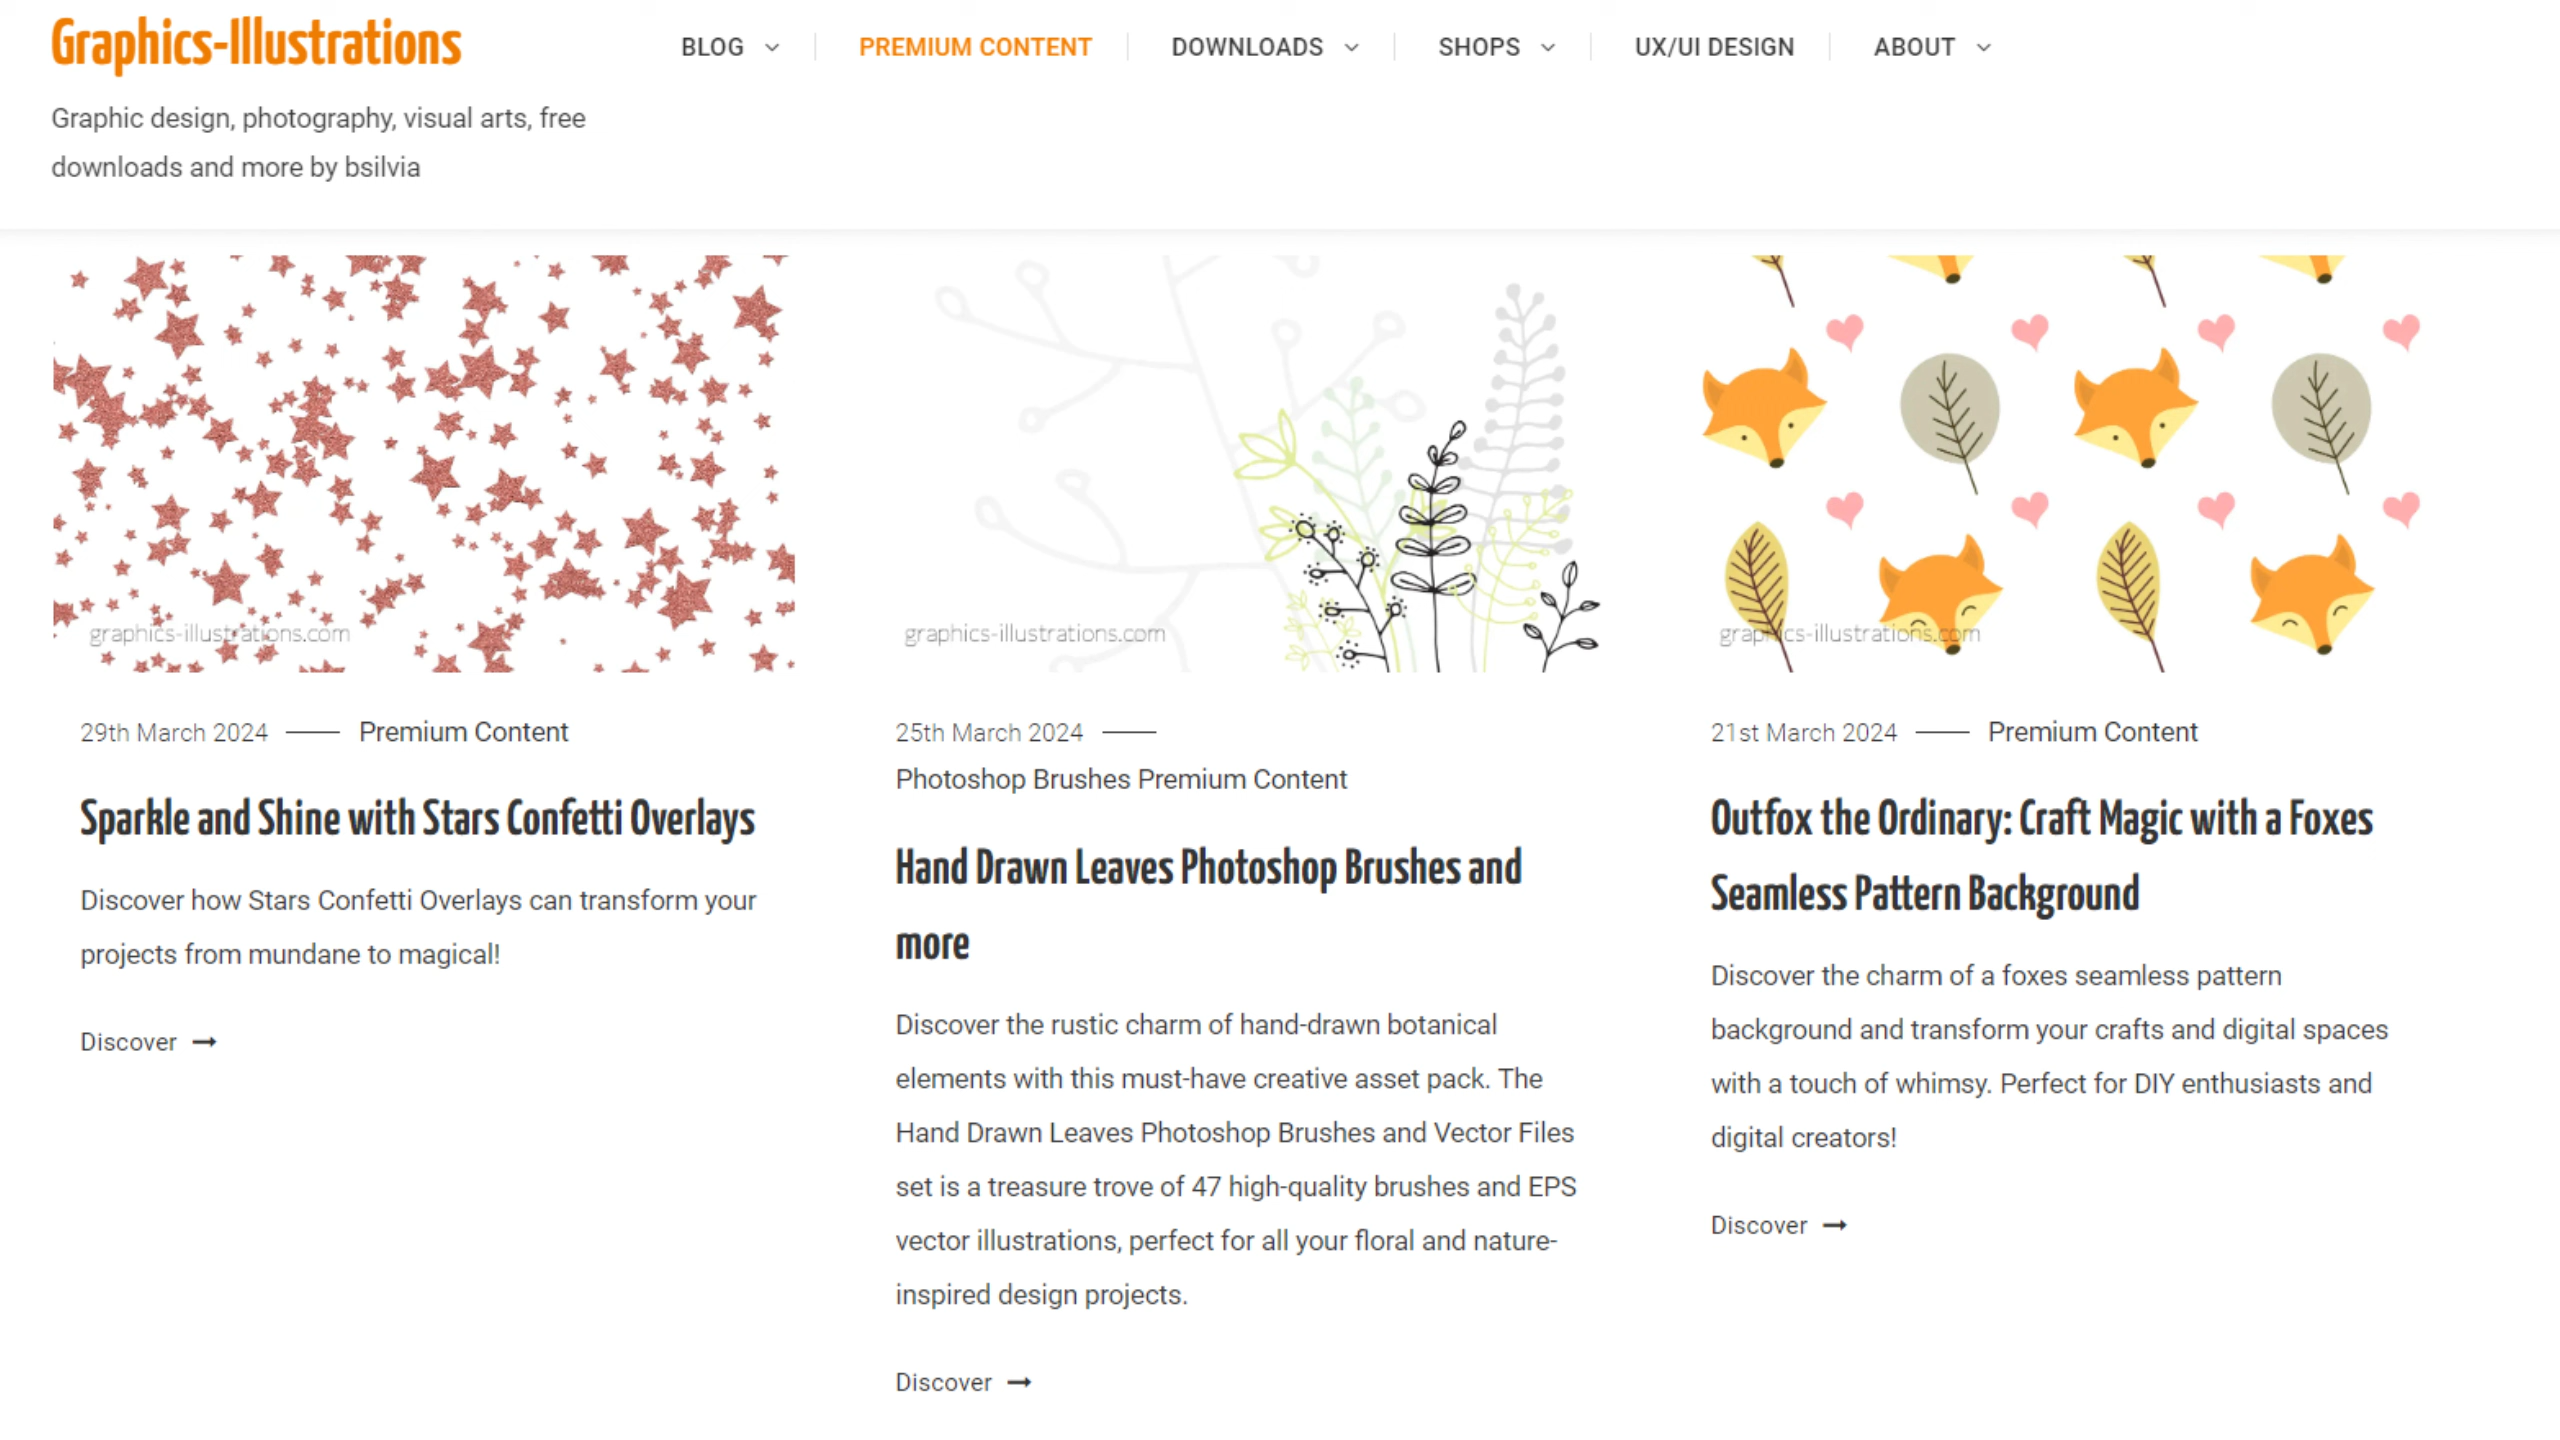 Graphics-Illustrations
BLOG
PREMIUM CONTENT
DOWNLOADS
SHOPS
UX/UI DESIGN
ABOUT
Graphic design, photography, visual arts, free
downloads and more by bsilvia
graphics-illustrations.com
29th March 2024
Premium Content
Sparkle and Shine with Stars Confetti Overlays
Discover how Stars Confetti Overlays can transform your
projects from mundane to magical!
Discover
graphics-illustrations.com
25th March 2024
Photoshop Brushes Premium Content
Hand Drawn Leaves Photoshop Brushes and
more
Discover the rustic charm of hand-drawn botanical
elements with this must-have creative asset pack. The
Hand Drawn Leaves Photoshop Brushes and Vector Files
set is a treasure trove of 47 high-quality brushes and EPS
vector illustrations, perfect for all your floral and nature-
inspired design projects.
Discover
graphics-illustrations.com
21st March 2024
Premium Content
Outfox the Ordinary: Craft Magic with a Foxes
Seamless Pattern Background
Discover the charm of a foxes seamless pattern
background and transform your crafts and digital spaces
with a touch of whimsy. Perfect for DIY enthusiasts and
digital creators!
Discover